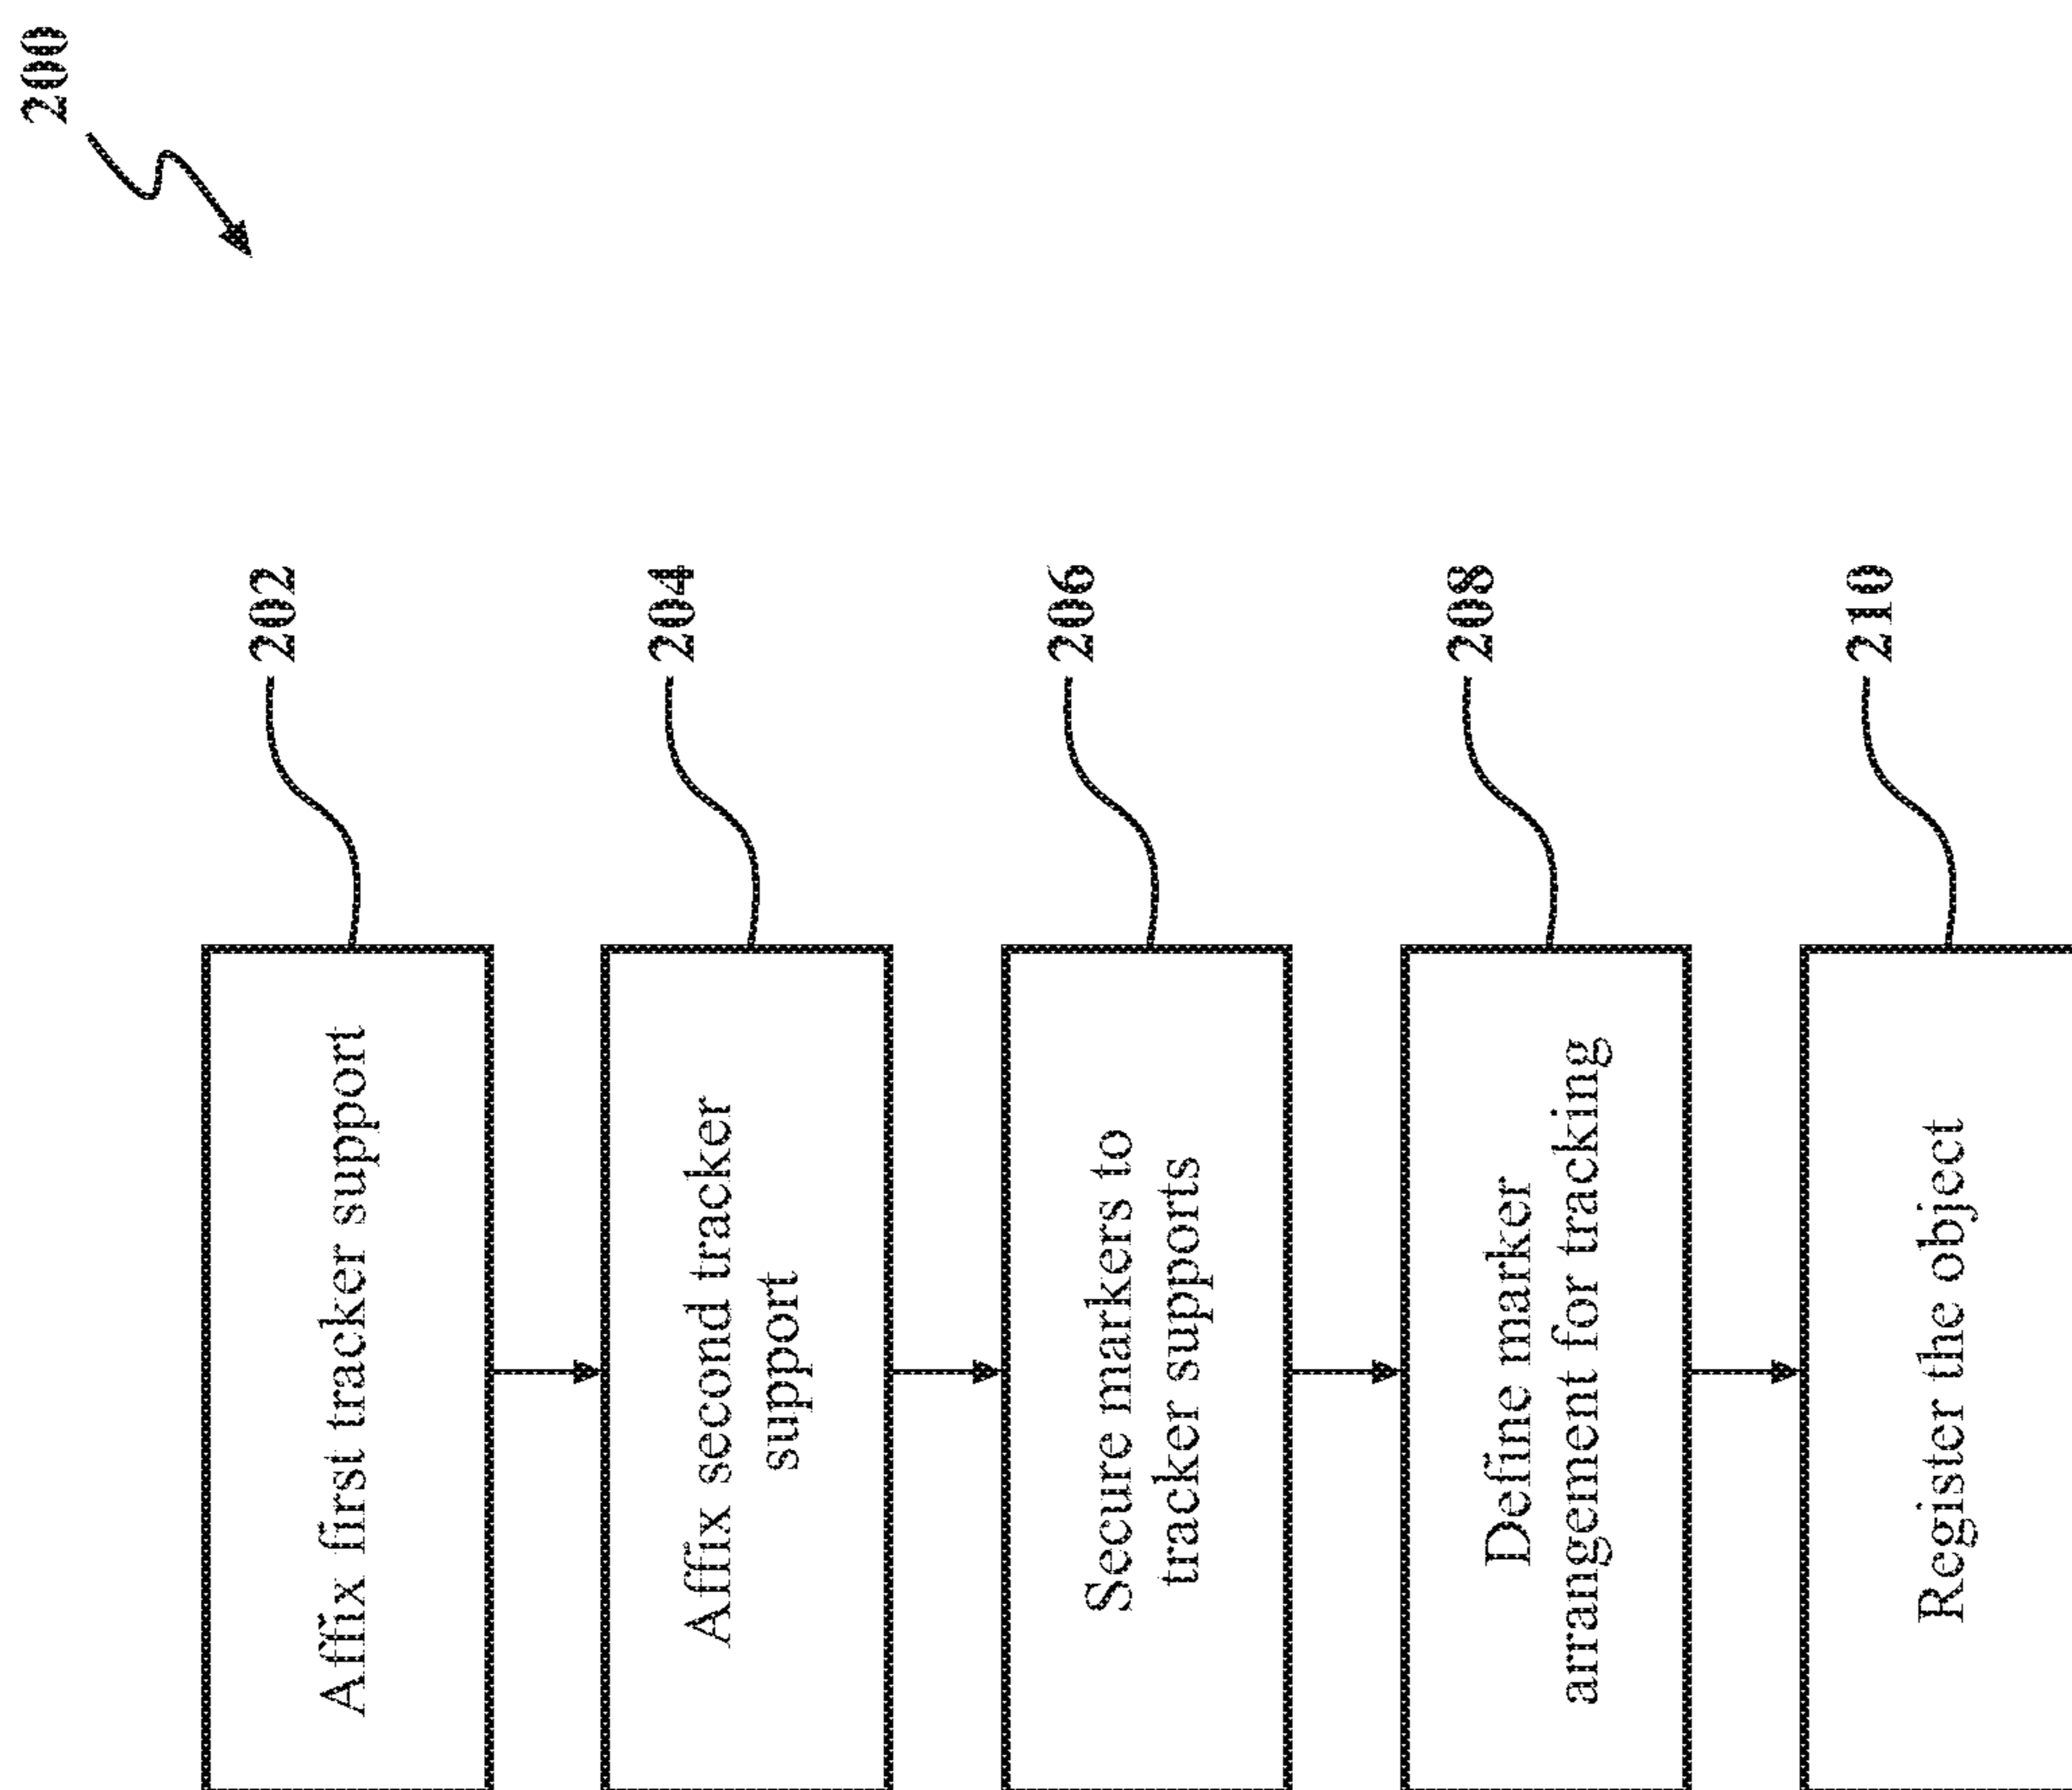 200
Affix first tracker support
202
Affix second tracker
support
204
Secure markers to
tracker supports
206
Define marker
arrangement for tracking
208
Register the object
210